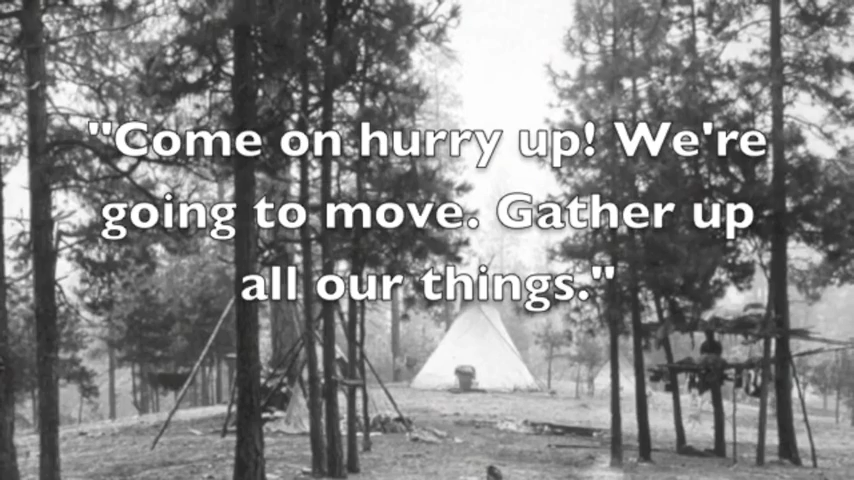 "Come on hurry up! We're
going to move. Gather up
all our things."